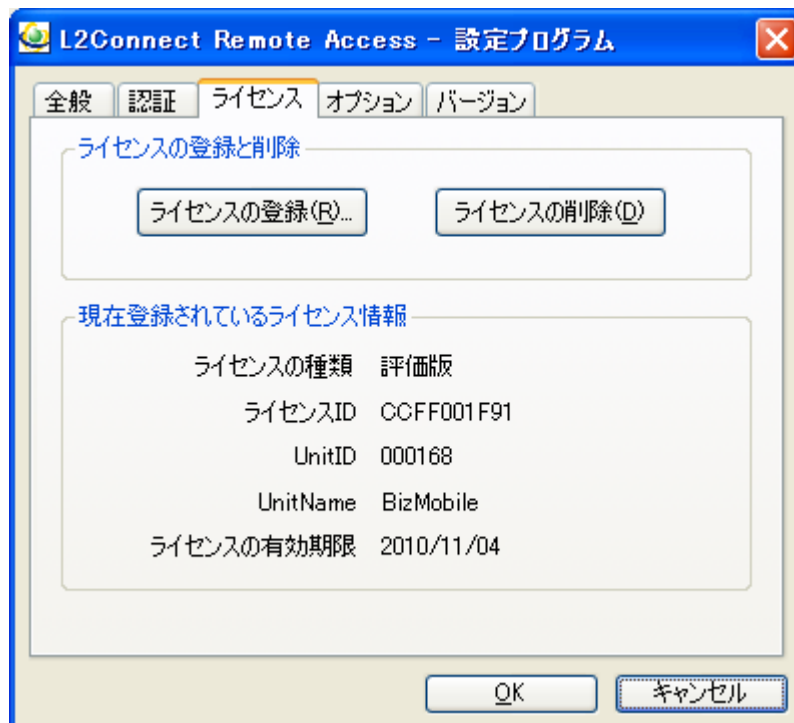 L2Connect Remote Access - 設定プログラム
全般 認証 ライセンス オプション バージョン
ライセンスの登録と削除
ライセンスの登録(R)... ライセンスの削除(D)
現在登録されているライセンス情報
ライセンスの種類 評価版
ライセンスID CCFF001F91
UnitID 000168
UnitName BizMobile
ライセンスの有効期限 2010/11/04
OK キャンセル